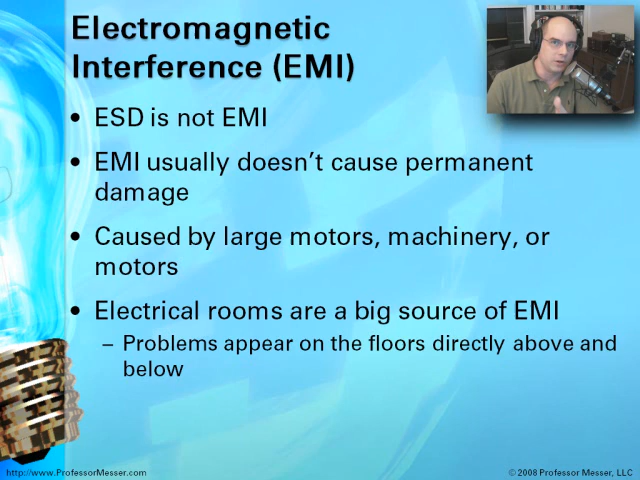 Electromagnetic
Interference (EMI)
• ESD is not EMI
• EMI usually doesn't cause permanent
damage
• Caused by large motors, machinery, or
motors
• Electrical rooms are a big source of EMI
– Problems appear on the floors directly above and
below
http://www.ProfessorMesser.com
© 2008 Professor Messer, LLC